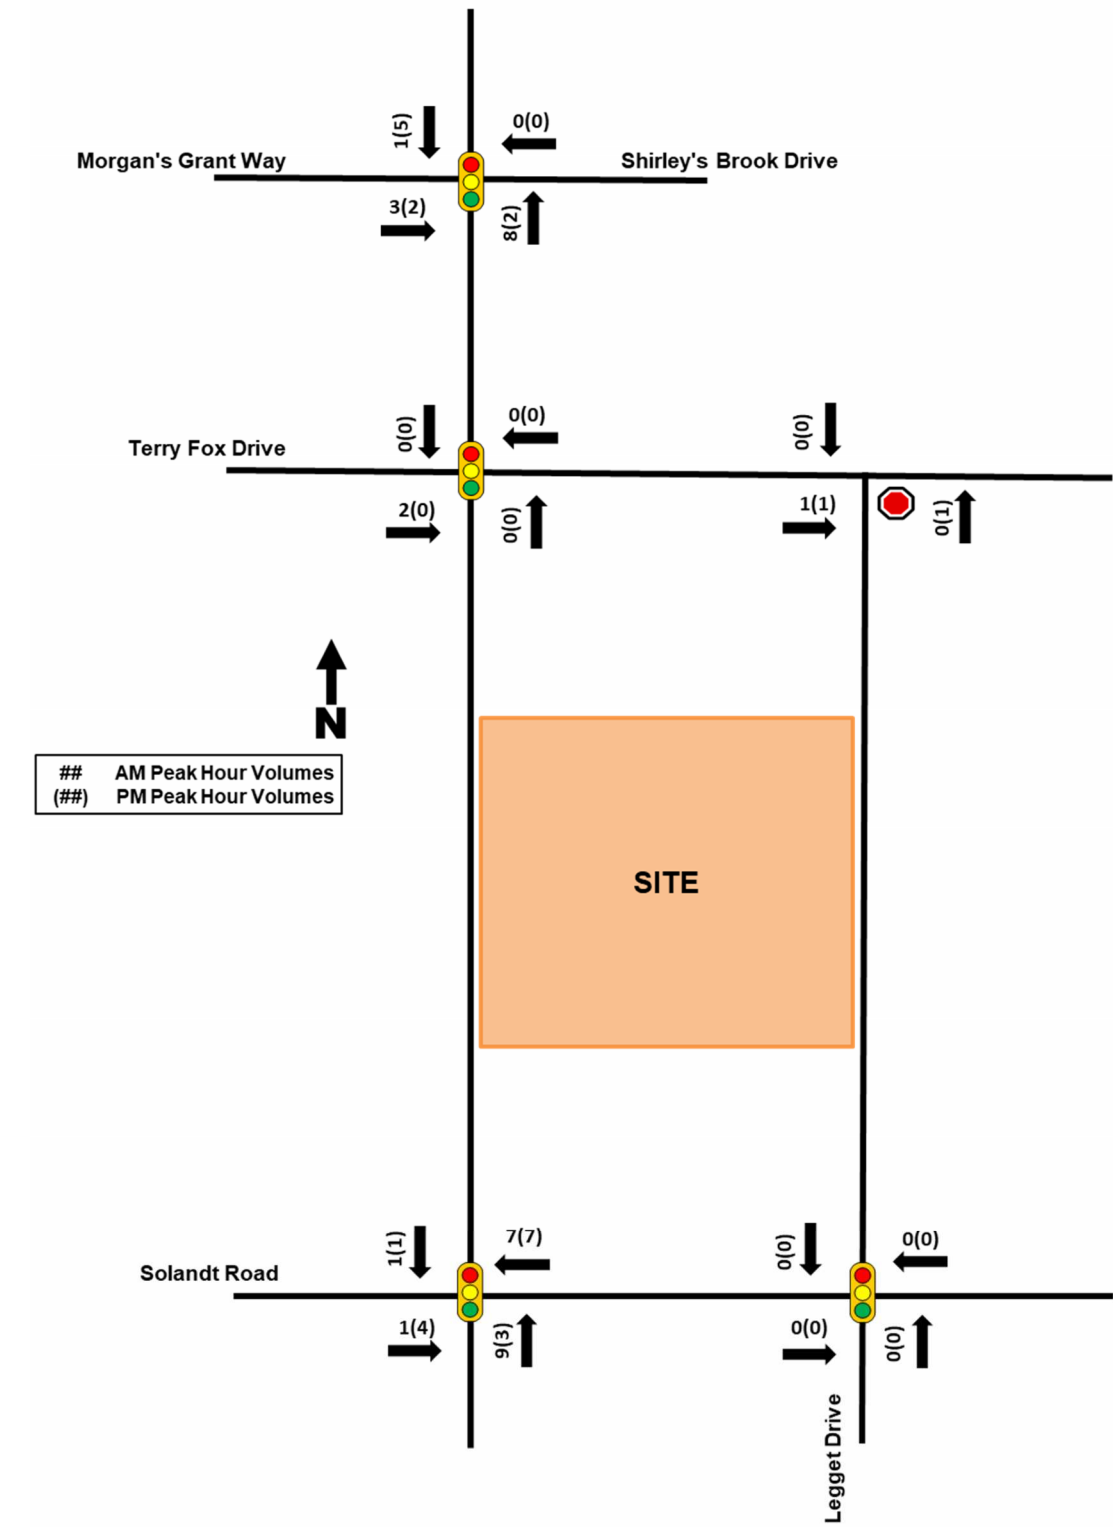 1(5)
0(0)
Morgan's Grant Way
Shirley's Brook Drive
3(2)
8(2)
0(0)
0(0)
0(0)
Terry Fox Drive
2(0)
0(0)
1(1)
0(1)
N
## AM Peak Hour Volumes
(##) PM Peak Hour Volumes
SITE
1(1)
7(7)
0(0)
0(0)
Solandt Road
1(4)
9(3)
0(0)
0(0)
Legget Drive